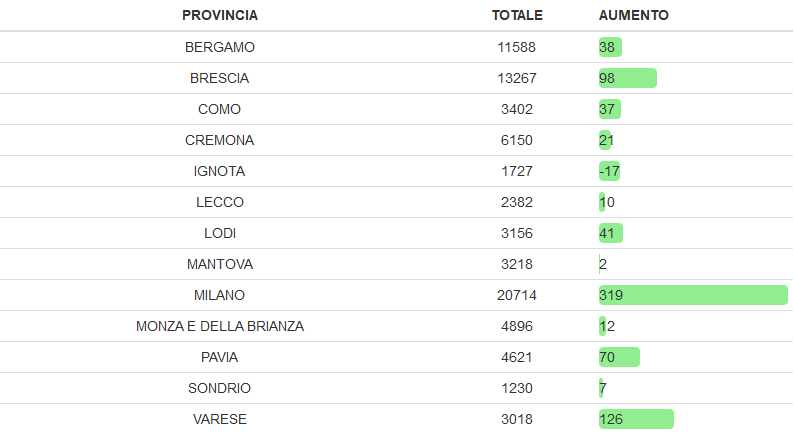 PROVINCIA TOTALE AUMENTO
BERGAMO 11588 38
BRESCIA 13267 98
COMO 3402 37
CREMONA 6150 21
IGNOTA 1727 -17
LECCO 2382 10
LODI 3156 41
MANTOVA 3218 2
MILANO 20714 319
MONZA E DELLA BRIANZA 4896 12
PAVIA 4621 70
SONDRIO 1230 7
VARESE 3018 126